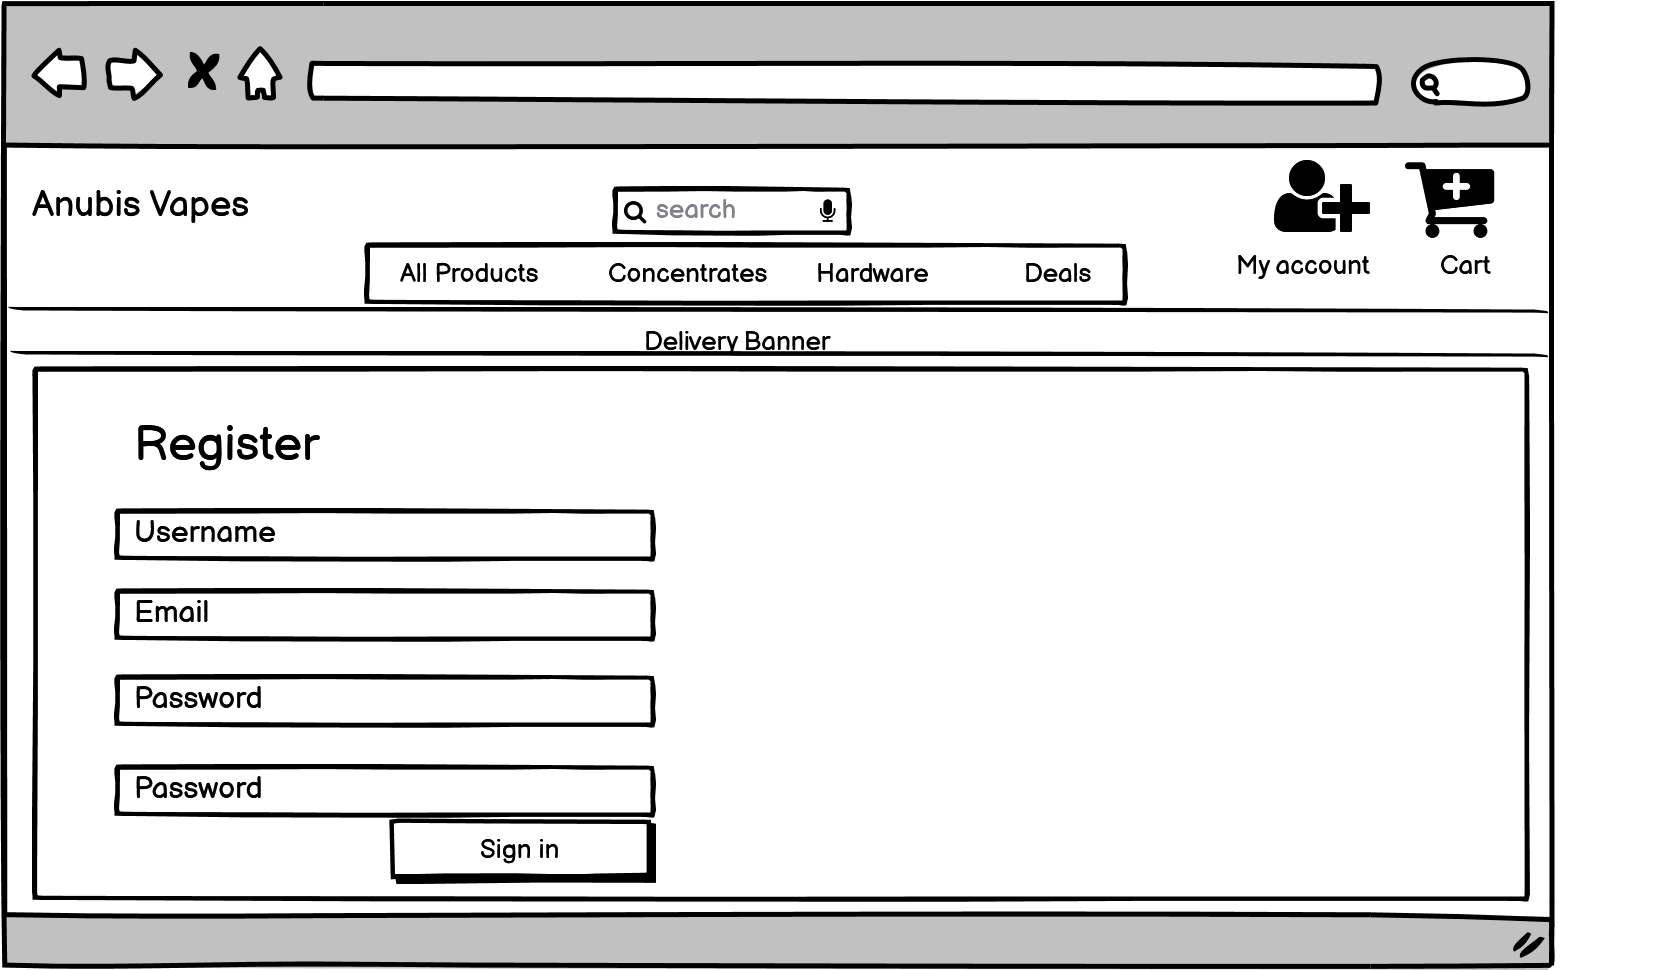 Anubis Vapes
search
My account
Cart
All Products
Concentrates
Hardware
Deals
Delivery Banner
Register
Username
Email
Password
Password
Sign in